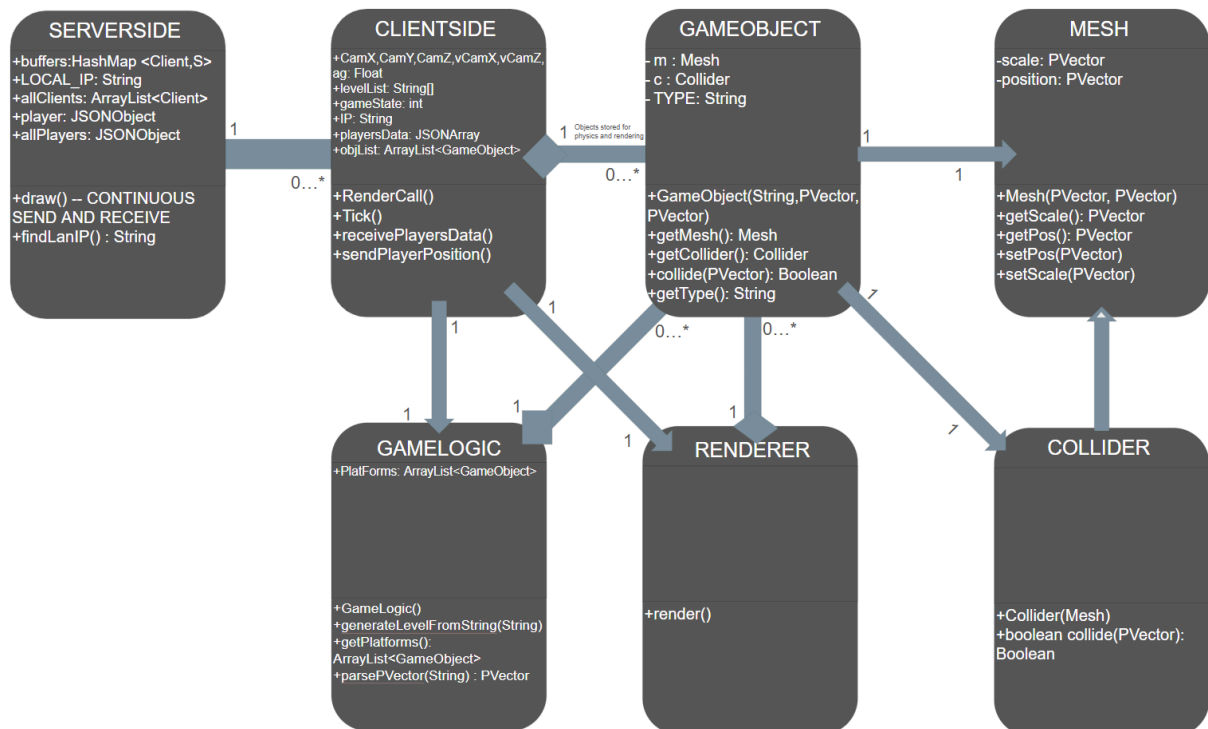 SERVERSIDE
+buffers:HashMap <Client,S>
+LOCAL_IP: String
+allClients: ArrayList<Client>
+player: JSONObject
+allPlayers: JSONObject
+draw() -- CONTINUOUS
SEND AND RECEIVE
+findLanIP() : String
1
0...*
CLIENTSIDE
+CamX,CamY,CamZ,vCamX,vCamZ,
ag: Float
+levelList: String[]
+gameState: int
+IP: String
+playersData: JSONArray
+objList: ArrayList<GameObject>
+RenderCall()
+Tick()
+receivePlayersData()
+sendPlayerPosition()
1
Objects stored for
physics and rendering
0...*
GAMEOBJECT
- m : Mesh
- c : Collider
- TYPE: String
+GameObject(String,PVector,
PVector)
+getMesh(): Mesh
+getCollider(): Collider
+collide(PVector): Boolean
+getType(): String
1
1
MESH
-scale: PVector
-position: PVector
+Mesh(PVector, PVector)
+getScale(): PVector
+getPos(): PVector
+setPos(PVector)
+setScale(PVector)
1
1
0...*
0...*
1
1
1
1
1
1
GAMELOGIC
+PlatForms: ArrayList<GameObject>
+GameLogic()
+generateLevelFromString(String)
+getPlatforms():
ArrayList<GameObject>
+parsePVector(String) : PVector
RENDERER
+render()
COLLIDER
+Collider(Mesh)
+boolean collide(PVector):
Boolean